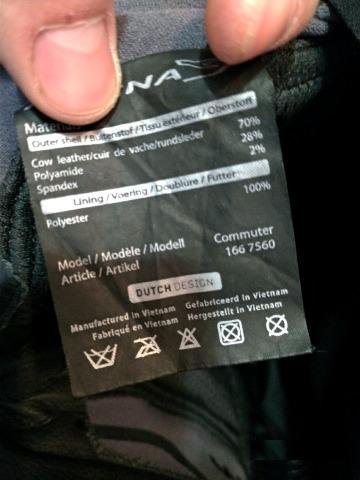 NA
Outer shell / Buitenstof / Tissu extérieur / Oberstoff
Cow leather/cuir de vache/rundsleder 70%
Polyamide 28%
Spandex 2%
Lining / Voering / Doublure / Futter
Polyester 100%
Model / Modèle / Modell Commuter
Article / Artikel 166 7560
DUTCH DESIGN
Manufactured in Vietnam Gefabriceerd in Vietnam
Fabriqué en Vietnam Hergestellt in Vietnam